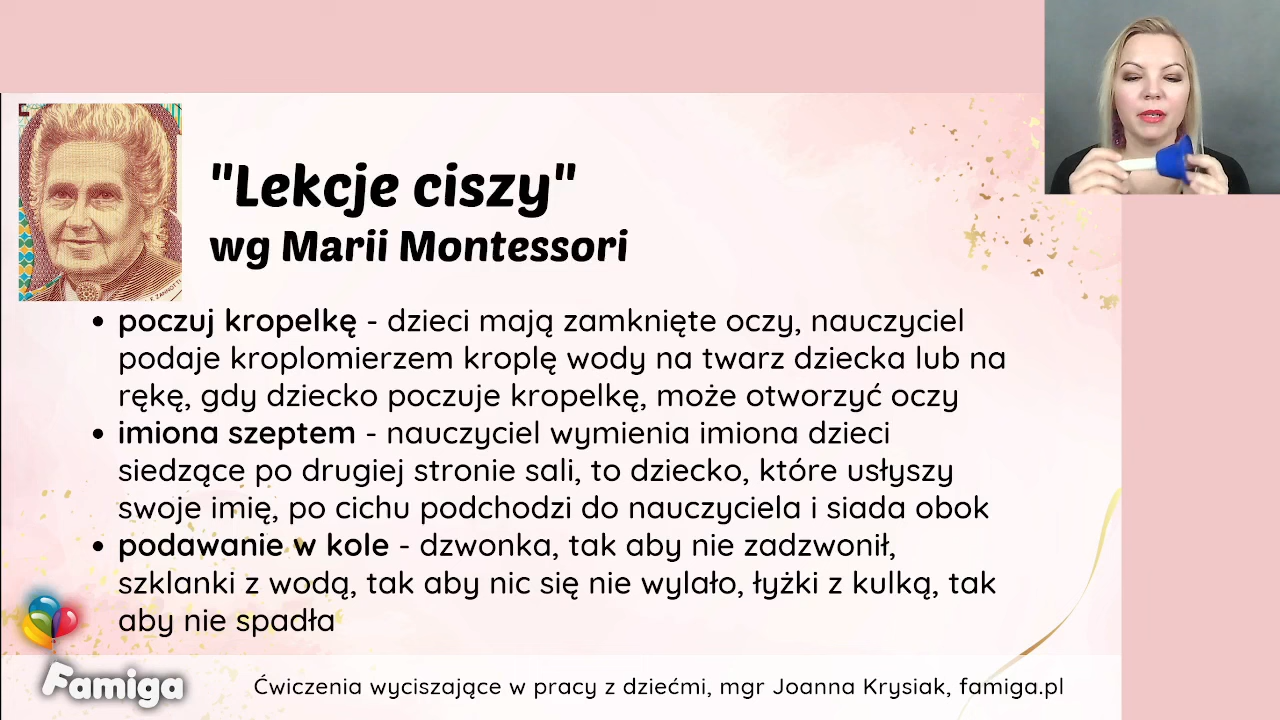 "Lekcje ciszy"
wg Marii Montessori
• poczuj kropelkę - dzieci mają zamknięte oczy, nauczyciel
podaje kroplomierzem kroplę wody na twarz dziecka lub na
rękę, gdy dziecko poczuje kropelkę, może otworzyć oczy
• imiona szeptem - nauczyciel wymienia imiona dzieci
siedzące po drugiej stronie sali, to dziecko, które usłyszy
swoje imię, po cichu podchodzi do nauczyciela i siada obok
• podawanie w kole - dzwonka, tak aby nie zadzwonił,
szklanki z wodą, tak aby nic się nie wylało, łyżki z kulką, tak
aby nie spadła
Famiga
Ćwiczenia wyciszające w pracy z dziećmi, mgr Joanna Krysiak, famiga.pl